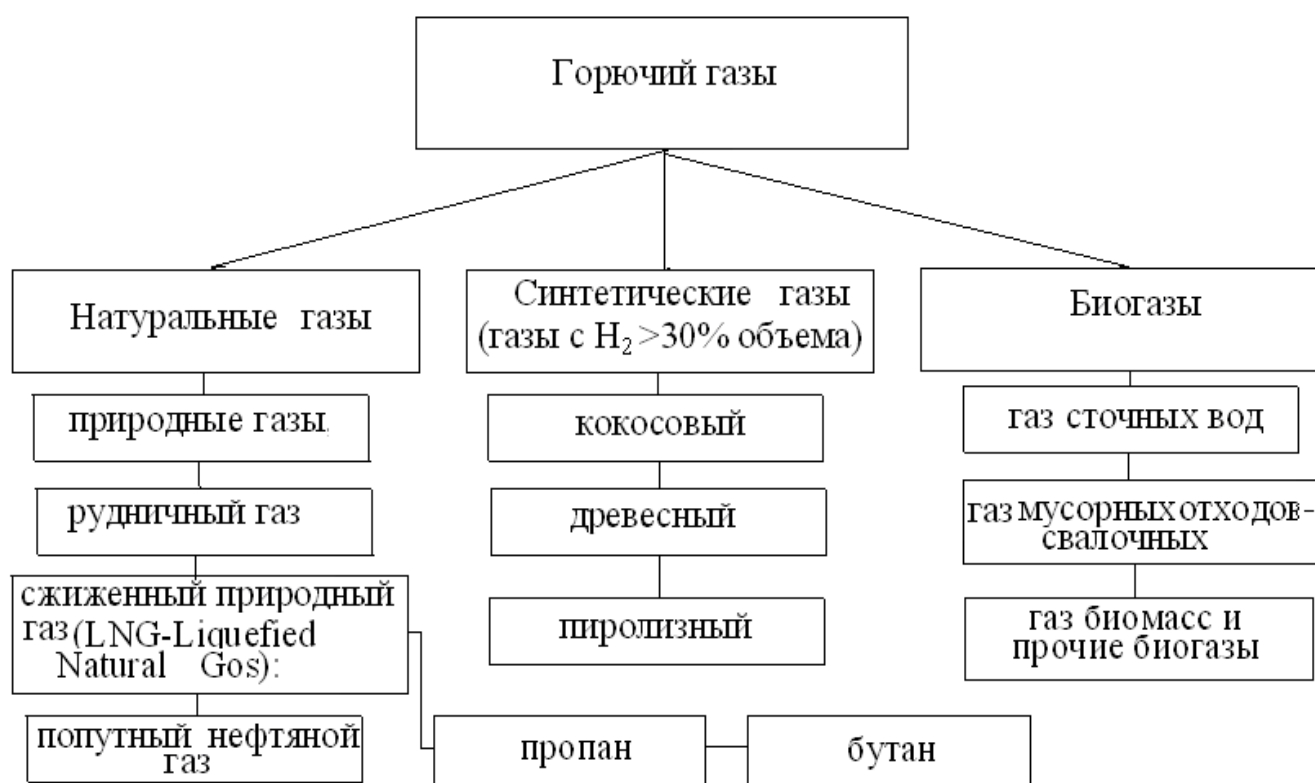 Горючий газы
Натуральные газы
Синтетические газы
(газы с H₂ >30% объема)
Биогазы
природные газы
рудничный газ
сжиженный природный
газ (LNG-Liquefied
Natural Gos):
попутный нефтяной
газ
пропан
бутан
кокосовый
древесный
пиролизный
газ сточных вод
газ мусорных отходов-
свалочных
газ биомасс и
прочие биогазы